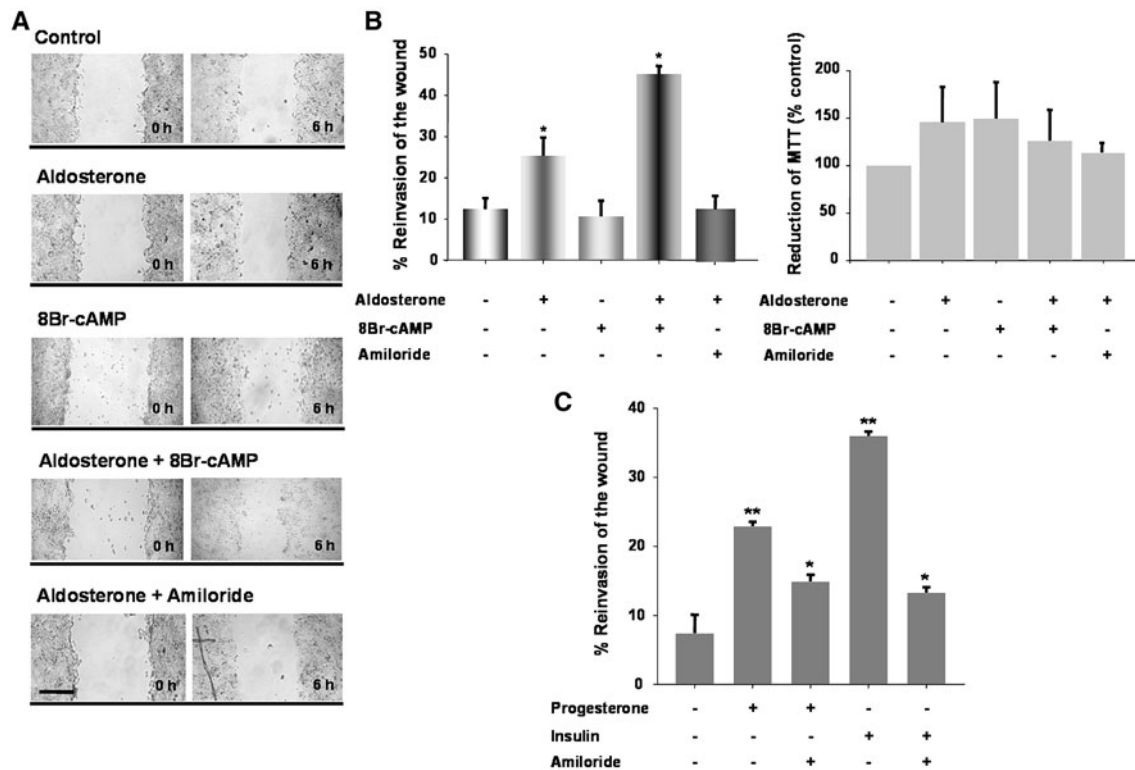 A
Control
0 h
6 h
Aldosterone
0 h
6 h
8Br-cAMP
0 h
6 h
Aldosterone + 8Br-cAMP
0 h
6 h
Aldosterone + Amiloride
0 h
6 h
B
% Reinvasion of the wound
50
40
30
20
10
0
*
*
Aldosterone - + - + +
8Br-cAMP - - + + -
Amiloride - - - - +
Reduction of MTT (% control)
200
150
100
50
0
Aldosterone - + - + +
8Br-cAMP - - + + -
Amiloride - - - - +
C
% Reinvasion of the wound
40
30
20
10
0
**
*
**
*
Progesterone - + + - -
Insulin - - - + +
Amiloride - - + - +